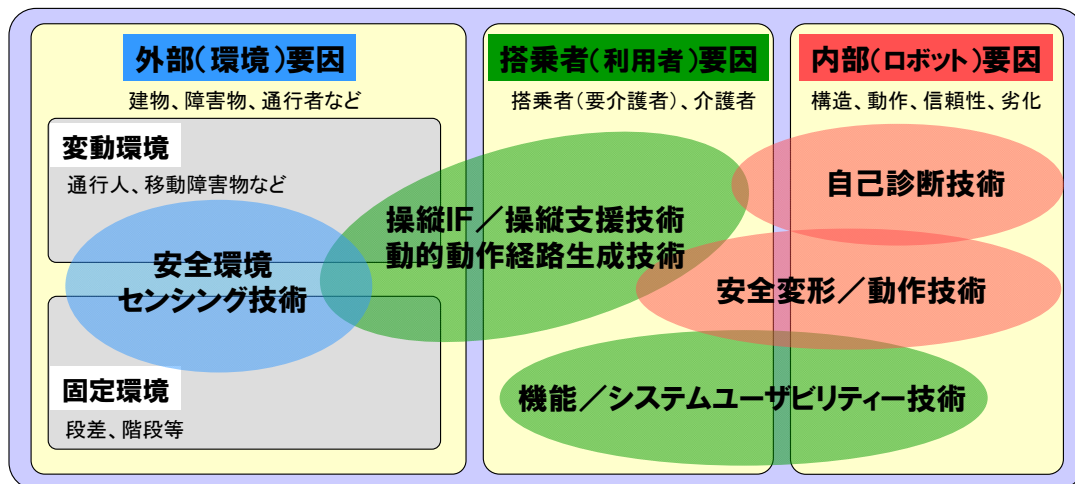 外部(環境)要因
建物、障害物、通行者など
変動環境
通行人、移動障害物など
安全環境
センシング技術
固定環境
段差、階段等
搭乗者(利用者)要因
搭乗者(要介護者)、介護者
操縦IF／操縦支援技術
動的動作経路生成技術
機能／システムユーザビリティー技術
内部(ロボット)要因
構造、動作、信頼性、劣化
自己診断技術
安全変形／動作技術